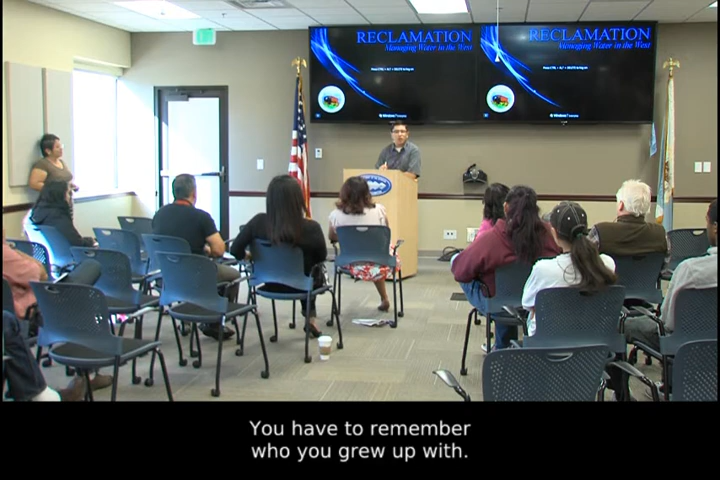 RECLAMATION
Managing Water in the West
RECLAMATION
Managing Water in the West
You have to remember
who you grew up with.